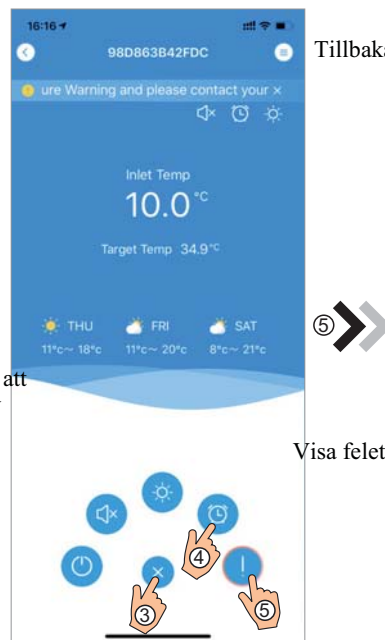 16:16
98D863B42FDC
Tillbaka
ure Warning and please contact your ×
Inlet Temp
10.0 °C
Target Temp 34.9 °C
THU FRI SAT
11°c~ 18°c 11°c~ 20°c 8°c~ 21°c
⑤
att
Visa felet
④
③ ⑤